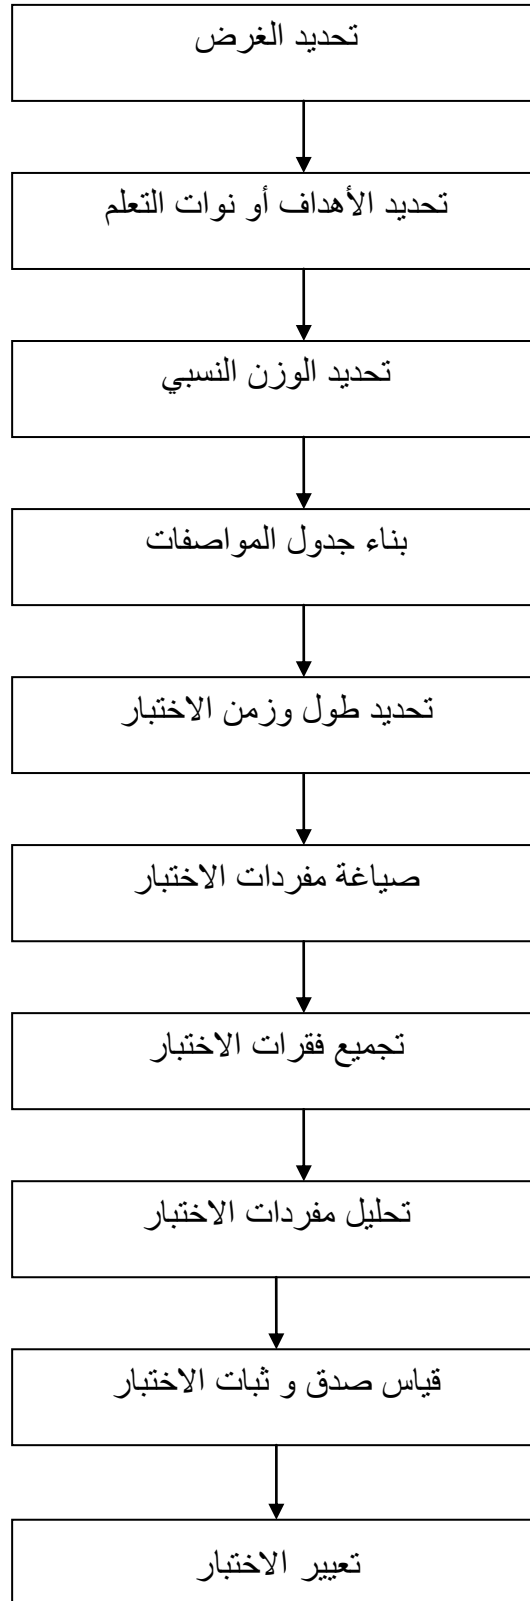 تحديد الغرض
تحديد الأهداف أو نوات التعلم
تحديد الوزن النسبي
بناء جدول المواصفات
تحديد طول وزمن الاختبار
صياغة مفردات الاختبار
تجميع فقرات الاختبار
تحليل مفردات الاختبار
قياس صدق و ثبات الاختبار
تعيير الاختبار